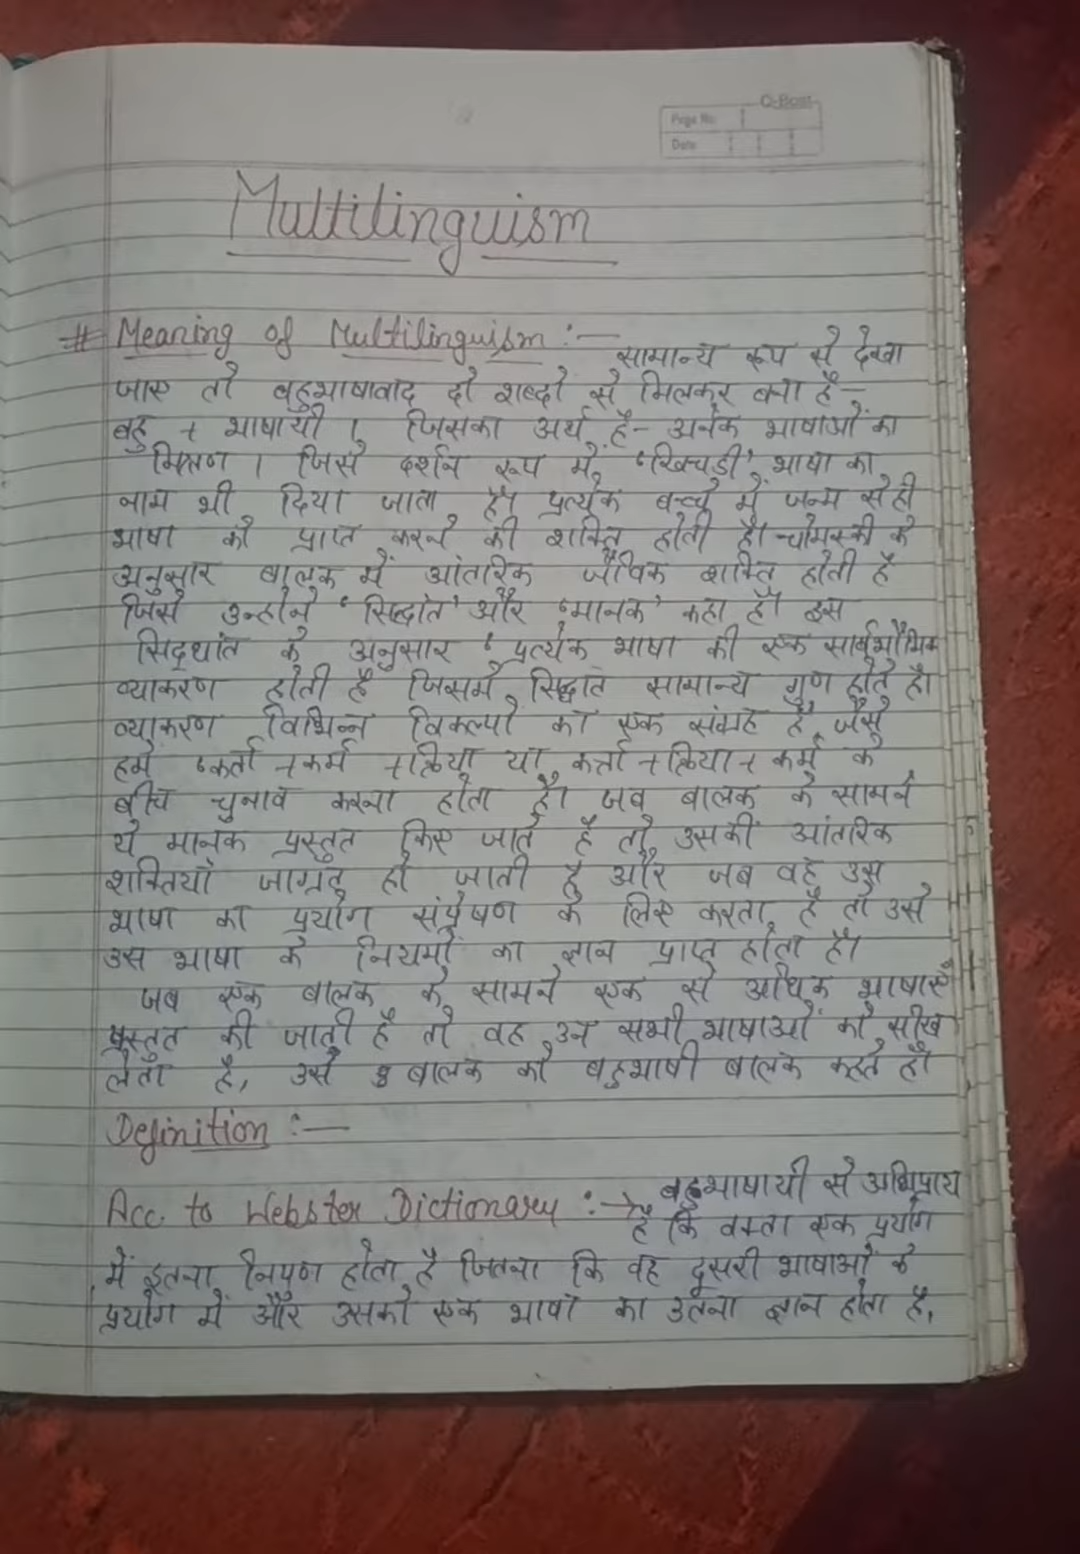 Q-Post
Page No.
Date
Multilinguism
# Meaning of Multilinguism :—
सामान्य रूप से देखा
जाए तो बहुभाषावाद दो शब्दो से मिलकर बना है-
बहु + भाषायी। जिसका अर्थ है- अनेक भाषाओं का
मिश्रण। जिसे दर्शन रूप में 'खिचडी' भाषा का
नाम भी दिया जाता है। प्रत्येक बच्चे में जन्म से ही
भाषा को प्राप्त करने की शक्ति होती है। चोमस्की के
अनुसार बालक में आंतरिक जैविक शक्ति होती है
जिसे उन्होने 'सिद्धांत' और 'मानक' कहा है। इस
सिद्धांत के अनुसार 'प्रत्येक भाषा की एक सार्वभौमिक
व्याकरण होती है जिसमें सिद्धांत सामान्य गुण होते है।
व्याकरण विभिन्न विकल्पो का एक संग्रह है, जैसे
हमें 'कर्ता + कर्म + क्रिया या कर्त्ता + क्रिया + कर्म के
बीच चुनाव करना होता है। जब बालक के सामने
ये मानक प्रस्तुत किए जाते है तो उसकी आंतरिक
शक्तियाँ जाग्रद हो जाती है और जब वह उस
भाषा का प्रयोग संप्रेषण के लिए करता है तो उसे
उस भाषा के नियमों का ज्ञान प्राप्त होता है।
जब एक बालक के सामने एक से अधिक भाषाएँ
प्रस्तुत की जाती है तो वह उन सभी भाषाओं को सीख
लेता है, उसे बालक को बहुभाषी बालक कहते है।
Definition :—
Acc. to Webster Dictionary :→ बहुभाषायी से अभिप्राय
है कि वक्ता एक प्रयोग
में इतना निपुण होता है जितना कि वह दूसरी भाषाओं के
प्रयोग में और उसको एक भाषा का उतना ज्ञान होता है,